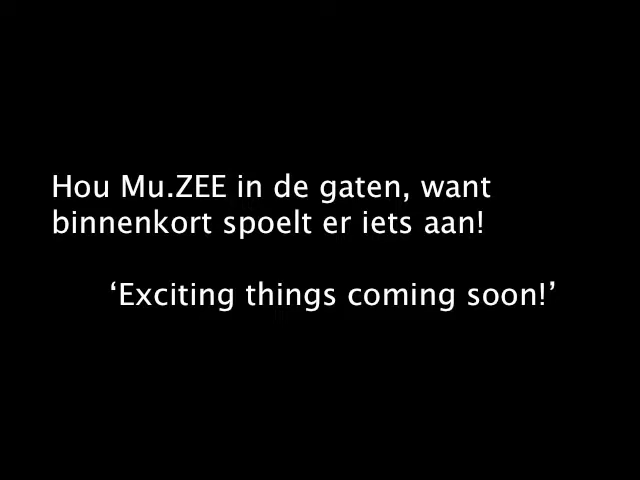 Hou Mu.ZEE in de gaten, want
binnenkort spoelt er iets aan!
‘Exciting things coming soon!’